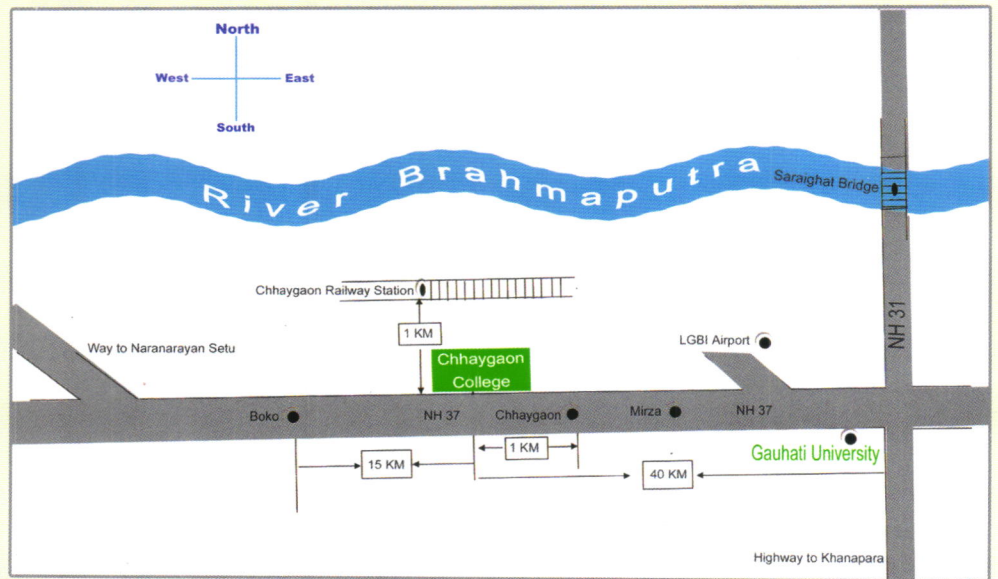 North
West
East
South
River Brahmaputra
Saraighat Bridge
Chhaygaon Railway Station
1 KM
NH 31
Way to Naranarayan Setu
LGBI Airport
Chhaygaon
College
Boko
NH 37
Chhaygaon
Mirza
NH 37
1 KM
Gauhati University
15 KM
40 KM
Highway to Khanapara